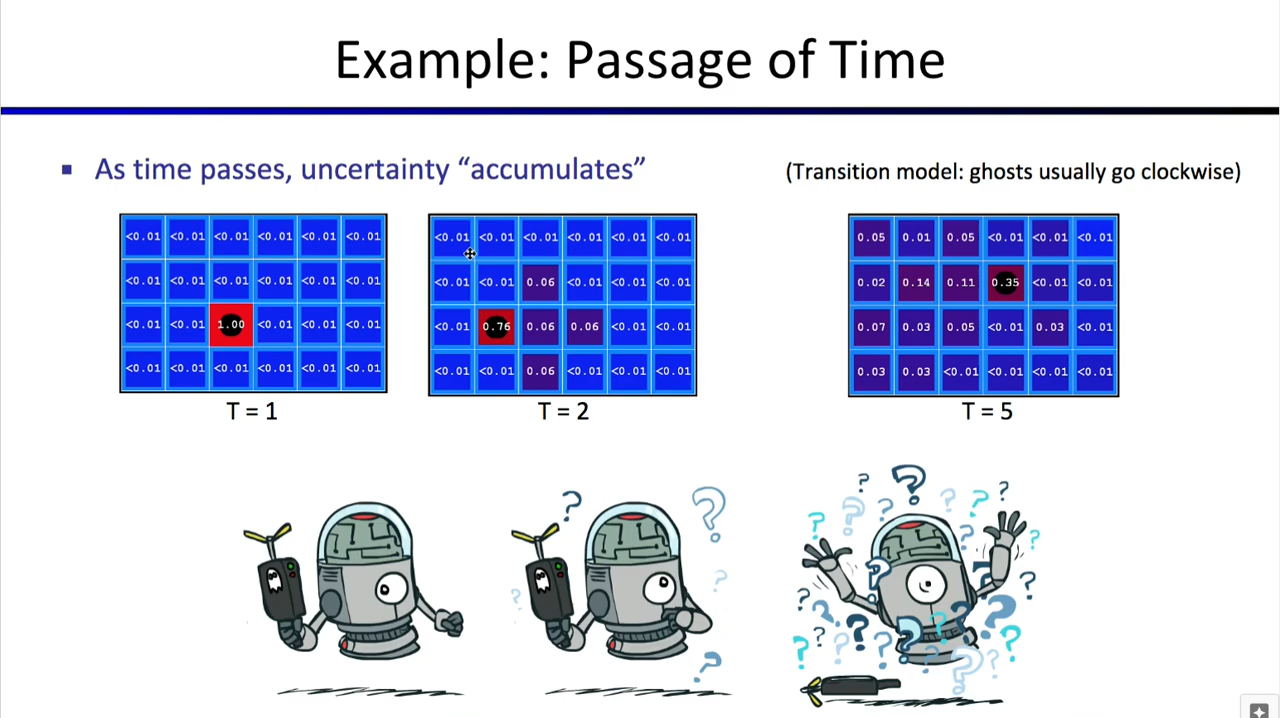 Example: Passage of Time
▪ As time passes, uncertainty “accumulates”
(Transition model: ghosts usually go clockwise)
<0.01 <0.01 <0.01 <0.01 <0.01 <0.01
<0.01 <0.01 <0.01 <0.01 <0.01 <0.01
<0.01 <0.01 1.00 <0.01 <0.01 <0.01
<0.01 <0.01 <0.01 <0.01 <0.01 <0.01
T = 1
<0.01 <0.01 <0.01 <0.01 <0.01 <0.01
<0.01 <0.01 0.06 <0.01 <0.01 <0.01
<0.01 0.76 0.06 0.06 <0.01 <0.01
<0.01 <0.01 0.06 <0.01 <0.01 <0.01
T = 2
0.05 0.01 0.05 <0.01 <0.01 <0.01
0.02 0.14 0.11 0.35 <0.01 <0.01
0.07 0.03 0.05 <0.01 0.03 <0.01
0.03 0.03 <0.01 <0.01 <0.01 <0.01
T = 5